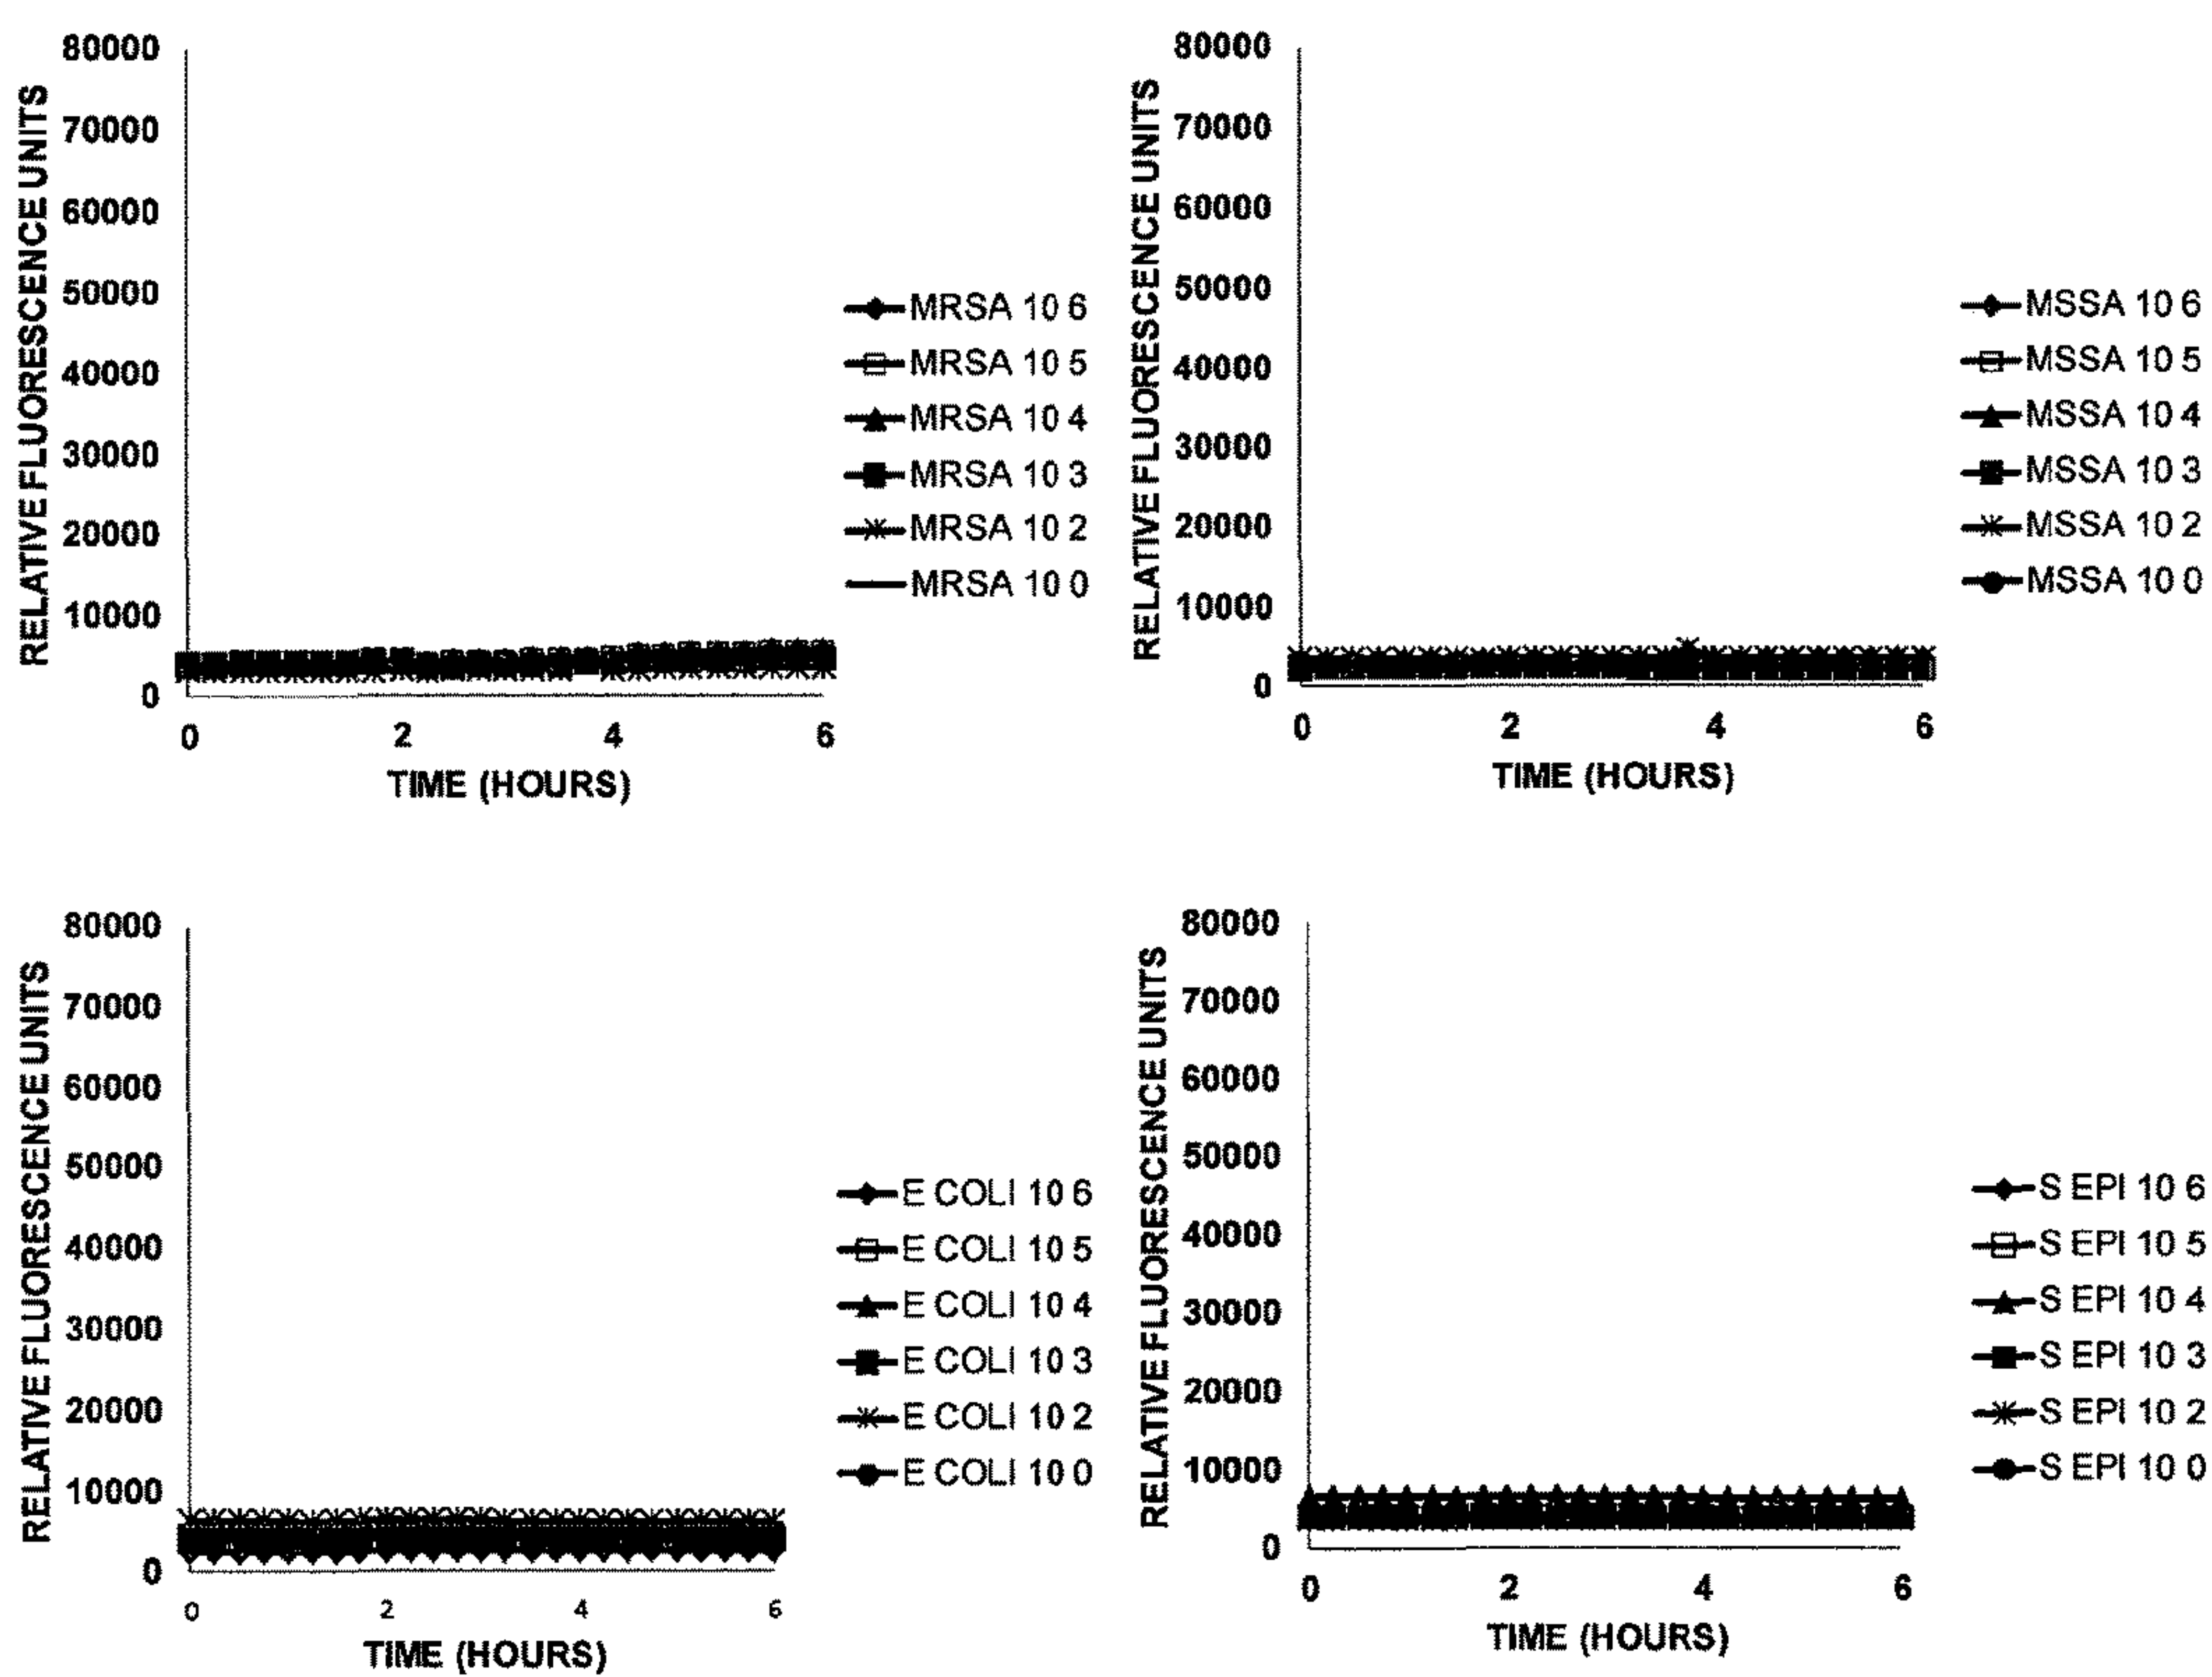 RELATIVE FLUORESCENCE UNITS
80000
70000
60000
50000
40000
30000
20000
10000
0
0 2 4 6
TIME (HOURS)
MRSA 10 6
MRSA 10 5
MRSA 10 4
MRSA 10 3
MRSA 10 2
MRSA 10 0
RELATIVE FLUORESCENCE UNITS
80000
70000
60000
50000
40000
30000
20000
10000
0
0 2 4 6
TIME (HOURS)
MSSA 10 6
MSSA 10 5
MSSA 10 4
MSSA 10 3
MSSA 10 2
MSSA 10 0
RELATIVE FLUORESCENCE UNITS
80000
70000
60000
50000
40000
30000
20000
10000
0
0 2 4 6
TIME (HOURS)
E COLI 10 6
E COLI 10 5
E COLI 10 4
E COLI 10 3
E COLI 10 2
E COLI 10 0
RELATIVE FLUORESCENCE UNITS
80000
70000
60000
50000
40000
30000
20000
10000
0
0 2 4 6
TIME (HOURS)
S EPI 10 6
S EPI 10 5
S EPI 10 4
S EPI 10 3
S EPI 10 2
S EPI 10 0